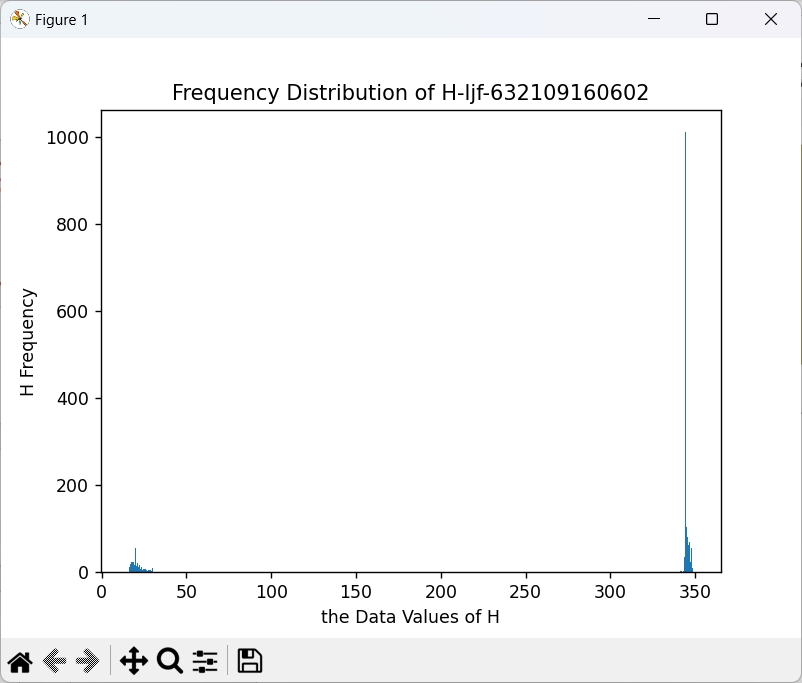 Figure 1
Frequency Distribution of H-ljf-632109160602
1000
800
600
400
200
0
H Frequency
0 50 100 150 200 250 300 350
the Data Values of H